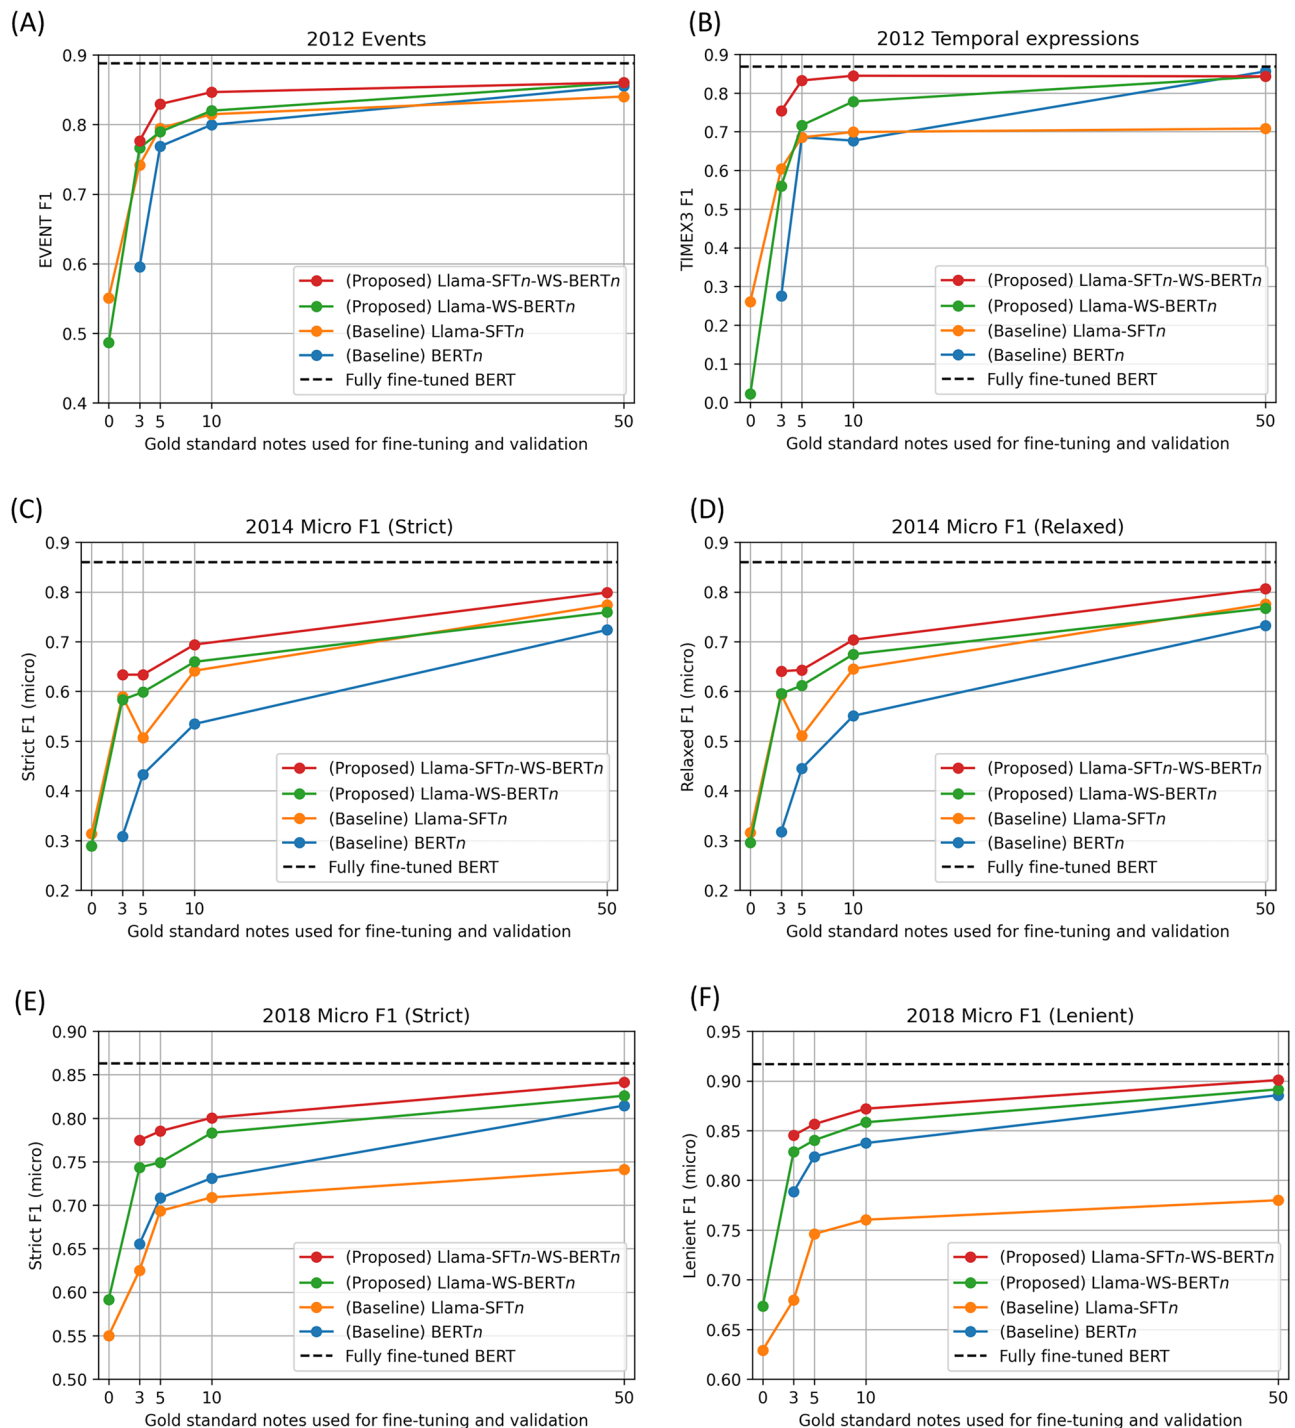 (A)
2012 Events
0.9
0.8
0.7
0.6
0.5
0.4
EVENT F1
(Proposed) Llama-SFTn-WS-BERTn
(Proposed) Llama-WS-BERTn
(Baseline) Llama-SFTn
(Baseline) BERTn
Fully fine-tuned BERT
0 3 5 10 50
Gold standard notes used for fine-tuning and validation
(B)
2012 Temporal expressions
0.9
0.8
0.7
0.6
0.5
0.4
0.3
0.2
0.1
0.0
TIMEX3 F1
(Proposed) Llama-SFTn-WS-BERTn
(Proposed) Llama-WS-BERTn
(Baseline) Llama-SFTn
(Baseline) BERTn
Fully fine-tuned BERT
0 3 5 10 50
Gold standard notes used for fine-tuning and validation
(C)
2014 Micro F1 (Strict)
0.9
0.8
0.7
0.6
0.5
0.4
0.3
0.2
Strict F1 (micro)
(Proposed) Llama-SFTn-WS-BERTn
(Proposed) Llama-WS-BERTn
(Baseline) Llama-SFTn
(Baseline) BERTn
Fully fine-tuned BERT
0 3 5 10 50
Gold standard notes used for fine-tuning and validation
(D)
2014 Micro F1 (Relaxed)
0.9
0.8
0.7
0.6
0.5
0.4
0.3
0.2
Relaxed F1 (micro)
(Proposed) Llama-SFTn-WS-BERTn
(Proposed) Llama-WS-BERTn
(Baseline) Llama-SFTn
(Baseline) BERTn
Fully fine-tuned BERT
0 3 5 10 50
Gold standard notes used for fine-tuning and validation
(E)
2018 Micro F1 (Strict)
0.90
0.85
0.80
0.75
0.70
0.65
0.60
0.55
0.50
Strict F1 (micro)
(Proposed) Llama-SFTn-WS-BERTn
(Proposed) Llama-WS-BERTn
(Baseline) Llama-SFTn
(Baseline) BERTn
Fully fine-tuned BERT
0 3 5 10 50
Gold standard notes used for fine-tuning and validation
(F)
2018 Micro F1 (Lenient)
0.95
0.90
0.85
0.80
0.75
0.70
0.65
0.60
Lenient F1 (micro)
(Proposed) Llama-SFTn-WS-BERTn
(Proposed) Llama-WS-BERTn
(Baseline) Llama-SFTn
(Baseline) BERTn
Fully fine-tuned BERT
0 3 5 10 50
Gold standard notes used for fine-tuning and validation